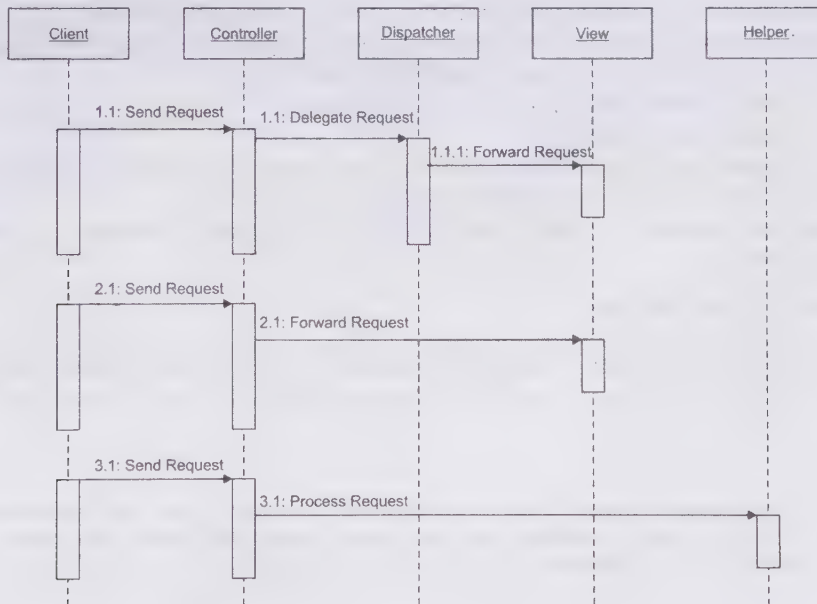 Client
Controller
Dispatcher
View
Helper.
1.1: Send Request
1.1: Delegate Request
1.1.1: Forward Request
2.1: Send Request
2.1: Forward Request
3.1: Send Request
3.1: Process Request